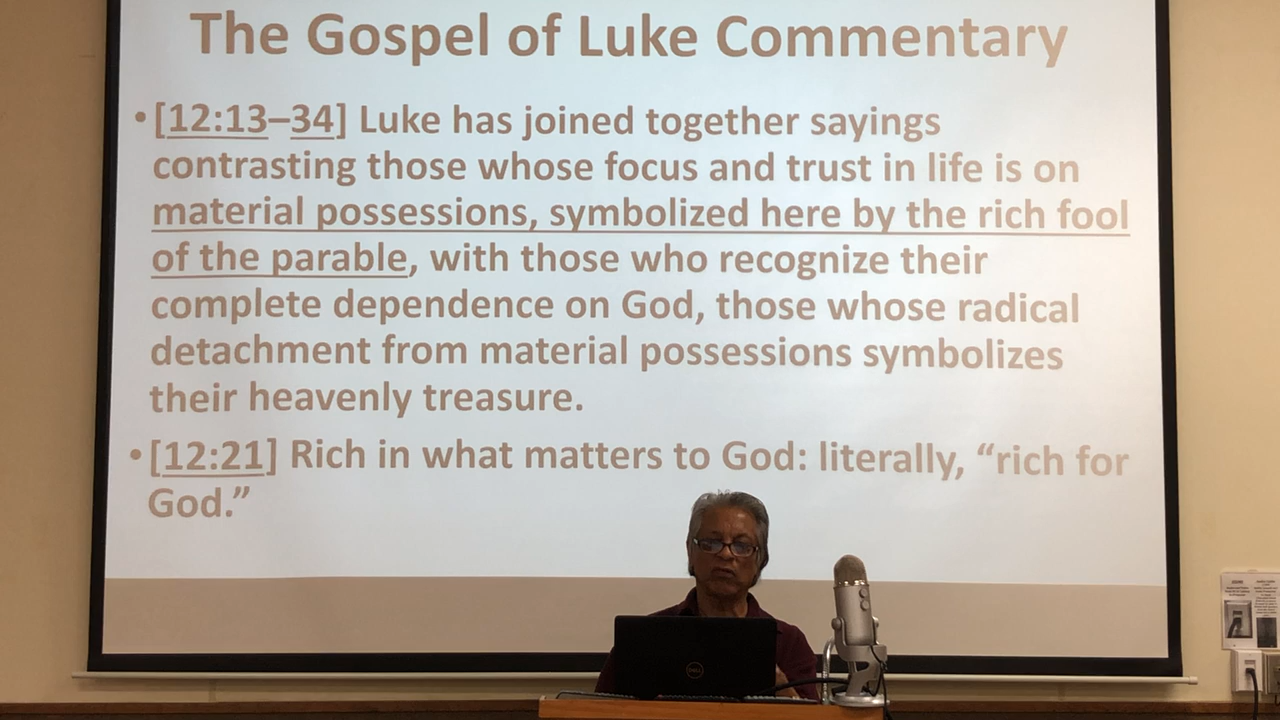 The Gospel of Luke Commentary
• [12:13–34] Luke has joined together sayings
contrasting those whose focus and trust in life is on
material possessions, symbolized here by the rich fool
of the parable, with those who recognize their
complete dependence on God, those whose radical
detachment from material possessions symbolizes
their heavenly treasure.
• [12:21] Rich in what matters to God: literally, “rich for
God.”
DELL